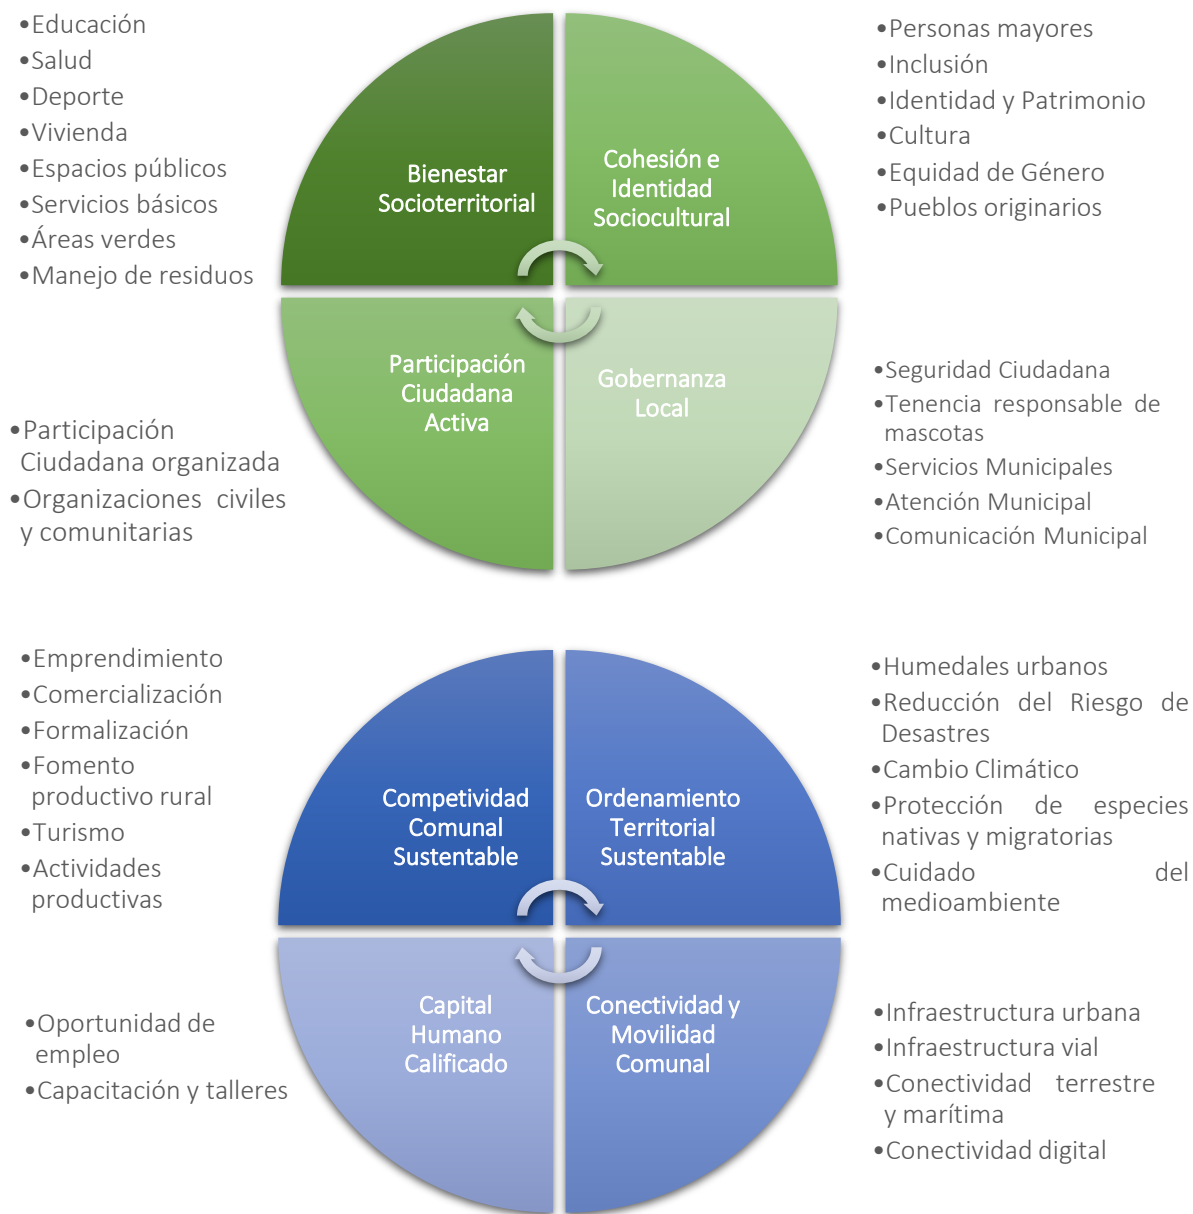 •Educación
•Salud
•Deporte
•Vivienda
•Espacios públicos
•Servicios básicos
•Áreas verdes
•Manejo de residuos
Bienestar
Socioterritorial
Cohesión e
Identidad
Sociocultural
•Personas mayores
•Inclusión
•Identidad y Patrimonio
•Cultura
•Equidad de Género
•Pueblos originarios
•Participación
Ciudadana organizada
•Organizaciones civiles
y comunitarias
Participación
Ciudadana
Activa
Gobernanza
Local
•Seguridad Ciudadana
•Tenencia responsable de
mascotas
•Servicios Municipales
•Atención Municipal
•Comunicación Municipal
•Emprendimiento
•Comercialización
•Formalización
•Fomento
productivo rural
•Turismo
•Actividades
productivas
Competividad
Comunal
Sustentable
Ordenamiento
Territorial
Sustentable
•Humedales urbanos
•Reducción del Riesgo de
Desastres
•Cambio Climático
•Protección de especies
nativas y migratorias
•Cuidado del
medioambiente
•Oportunidad de
empleo
•Capacitación y talleres
Capital
Humano
Calificado
Conectividad y
Movilidad
Comunal
•Infraestructura urbana
•Infraestructura vial
•Conectividad terrestre
y marítima
•Conectividad digital